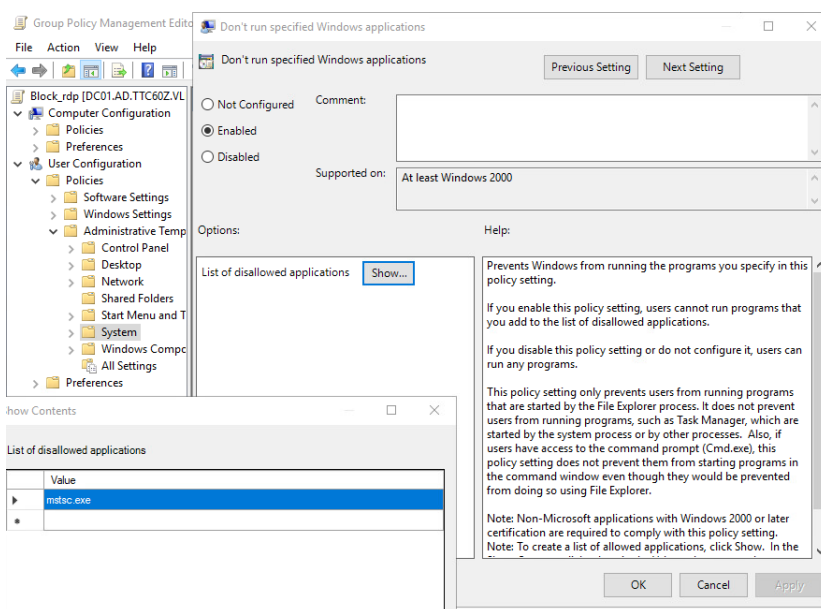 Group Policy Management Edito
File Action View Help
Block_rdp [DC01.AD.TTC60Z.VL
Computer Configuration
Policies
Preferences
User Configuration
Policies
Software Settings
Windows Settings
Administrative Temp
Control Panel
Desktop
Network
Shared Folders
Start Menu and T
System
Windows Compo
All Settings
Preferences
Don't run specified Windows applications
Don't run specified Windows applications
Previous Setting
Next Setting
Not Configured
Enabled
Disabled
Comment:
Supported on:
At least Windows 2000
Options:
Help:
List of disallowed applications
Show...
Prevents Windows from running the programs you specify in this
policy setting.
If you enable this policy setting, users cannot run programs that
you add to the list of disallowed applications.
If you disable this policy setting or do not configure it, users can
run any programs.
This policy setting only prevents users from running programs
that are started by the File Explorer process. It does not prevent
users from running programs, such as Task Manager, which are
started by the system process or by other processes. Also, if
users have access to the command prompt (Cmd.exe), this
policy setting does not prevent them from starting programs in
the command window even though they would be prevented
from doing so using File Explorer.
Note: Non-Microsoft applications with Windows 2000 or later
certification are required to comply with this policy setting.
Note: To create a list of allowed applications, click Show. In the
OK
Cancel
Apply
Show Contents
List of disallowed applications
Value
mstsc.exe